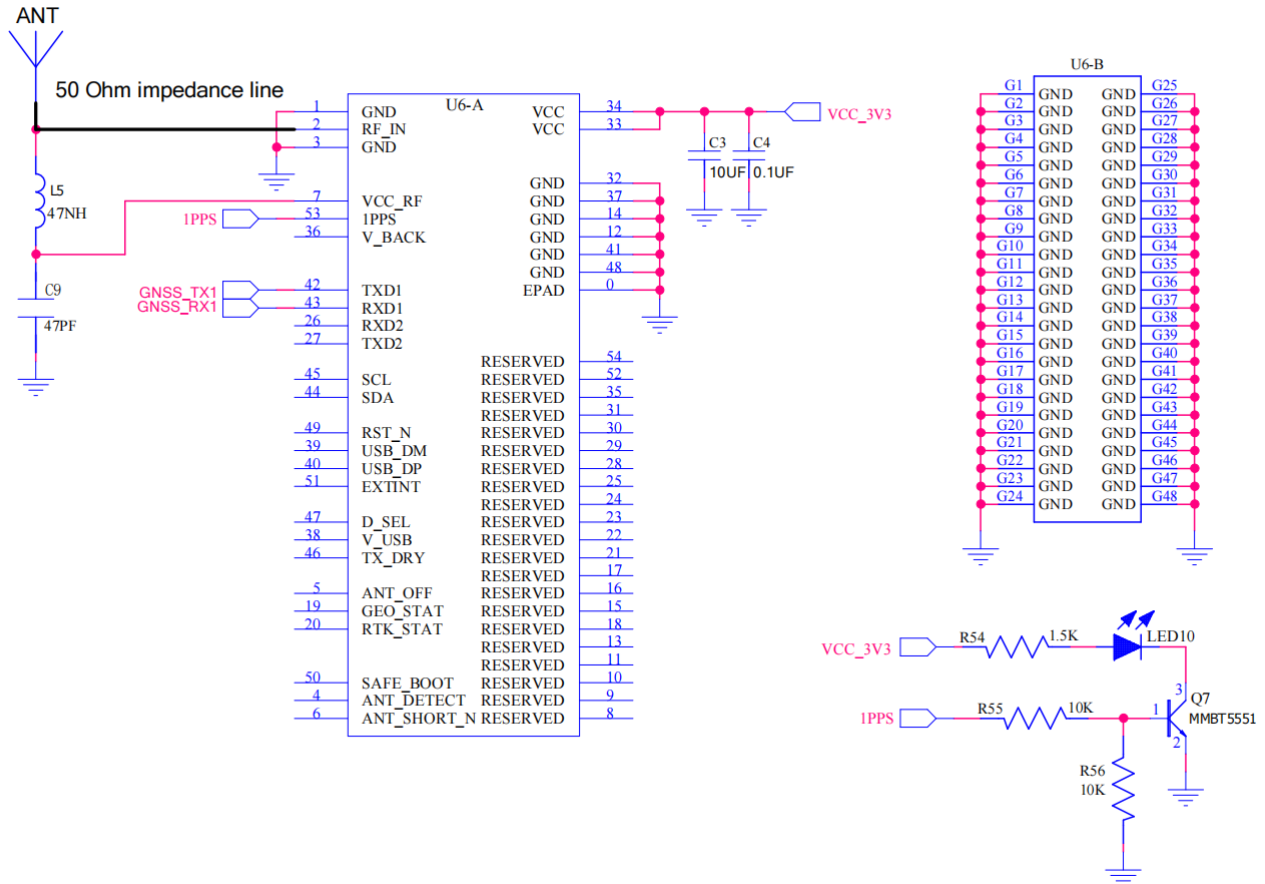 ANT
50 Ohm impedance line
L5
47NH
C9
47PF
U6-A
1 GND
2 RF_IN
3 GND
7 VCC_RF
1PPS 53 1PPS
36 V_BACK
GNSS_TX1 42 TXD1
GNSS_RX1 43 RXD1
26 RXD2
27 TXD2
45 SCL
44 SDA
49 RST_N
39 USB_DM
40 USB_DP
51 EXTINT
47 D_SEL
38 V_USB
46 TX_DRY
5 ANT_OFF
19 GEO_STAT
20 RTK_STAT
50 SAFE_BOOT
4 ANT_DETECT
6 ANT_SHORT_N
VCC 34
VCC 33
GND 32
GND 37
GND 14
GND 12
GND 41
GND 48
EPAD 0
RESERVED 54
RESERVED 52
RESERVED 35
RESERVED 31
RESERVED 30
RESERVED 29
RESERVED 28
RESERVED 25
RESERVED 24
RESERVED 23
RESERVED 22
RESERVED 21
RESERVED 17
RESERVED 16
RESERVED 15
RESERVED 18
RESERVED 13
RESERVED 11
RESERVED 10
RESERVED 9
RESERVED 8
VCC_3V3
C3
10UF
C4
0.1UF
U6-B
G1 GND GND G25
G2 GND GND G26
G3 GND GND G27
G4 GND GND G28
G5 GND GND G29
G6 GND GND G30
G7 GND GND G31
G8 GND GND G32
G9 GND GND G33
G10 GND GND G34
G11 GND GND G35
G12 GND GND G36
G13 GND GND G37
G14 GND GND G38
G15 GND GND G39
G16 GND GND G40
G17 GND GND G41
G18 GND GND G42
G19 GND GND G43
G20 GND GND G44
G21 GND GND G45
G22 GND GND G46
G23 GND GND G47
G24 GND GND G48
VCC_3V3 R54 1.5K LED10
1PPS R55 10K 1
3
2
Q7
MMBT5551
R56
10K